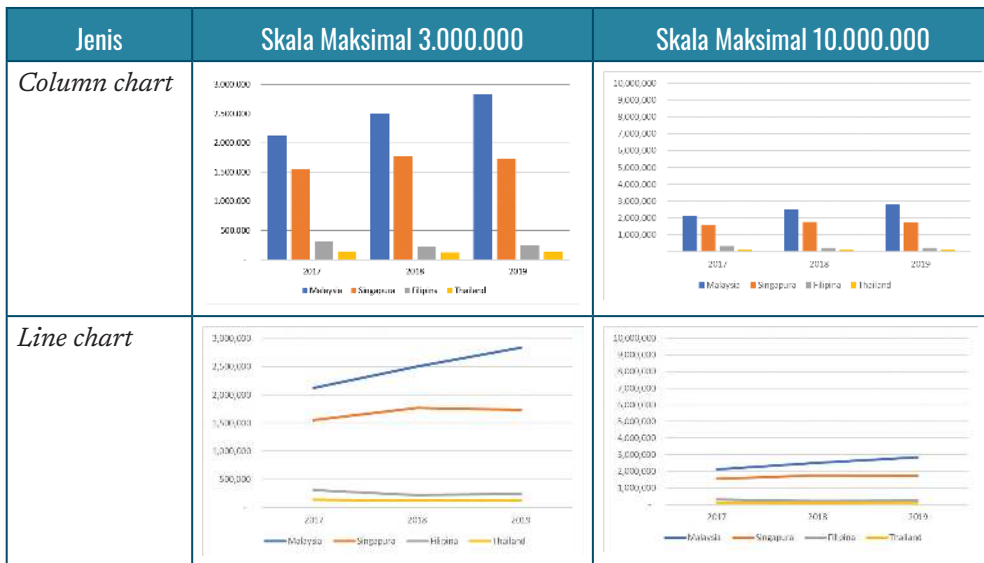 Jenis
Skala Maksimal 3.000.000
Skala Maksimal 10.000.000
Column chart
3.000.000
2.500.000
2.000.000
1.500.000
1.000.000
500.000
-
2017 2018 2019
Malaysia Singapura Filipina Thailand
10,000,000
9,000,000
8,000,000
7,000,000
6,000,000
5,000,000
4,000,000
3,000,000
2,000,000
1,000,000
2017 2018 2019
Malaysia Singapura Filipina Thailand
Line chart
3,000,000
2,500,000
2,000,000
1,500,000
1,000,000
500,000
-
2017 2018 2019
Malaysia Singapura Filipina Thailand
10,000,000
9,000,000
8,000,000
7,000,000
6,000,000
5,000,000
4,000,000
3,000,000
2,000,000
1,000,000
-
2017 2018 2019
Malaysia Singapura Filipina Thailand